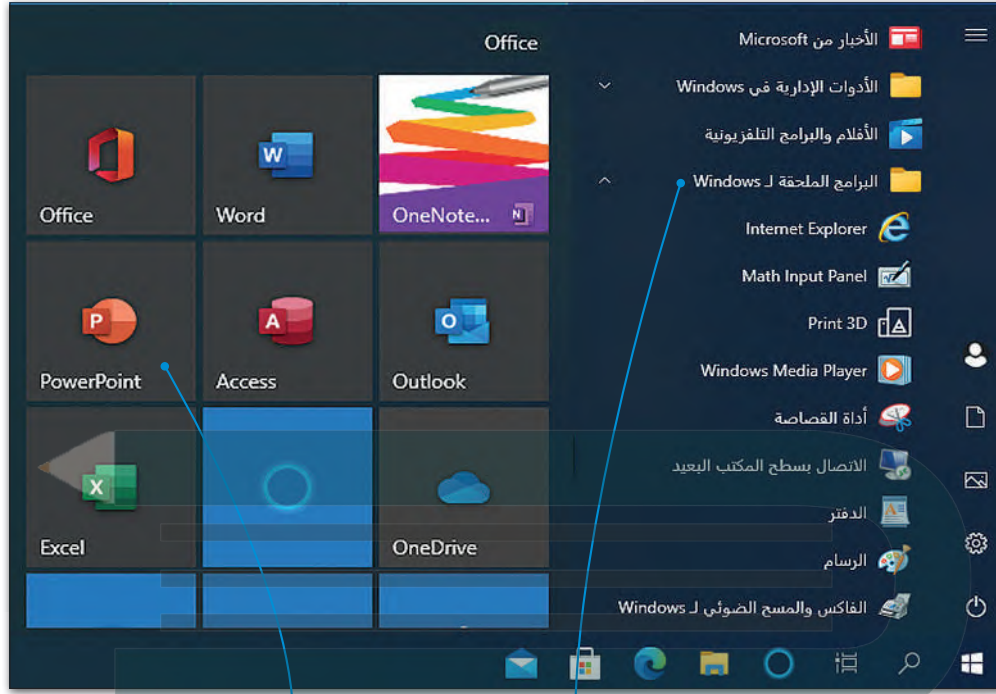 الأخبار من Microsoft
الأدوات الإدارية في Windows
الأفلام والبرامج التلفزيونية
البرامج الملحقة لـ Windows
Internet Explorer
Math Input Panel
Print 3D
Windows Media Player
أداة القصاصة
الاتصال بسطح المكتب البعيد
الدفتر
الرسام
الفاكس والمسح الضوئي لـ Windows
Office
Office
Word
OneNote...
PowerPoint
Access
Outlook
Excel
OneDrive